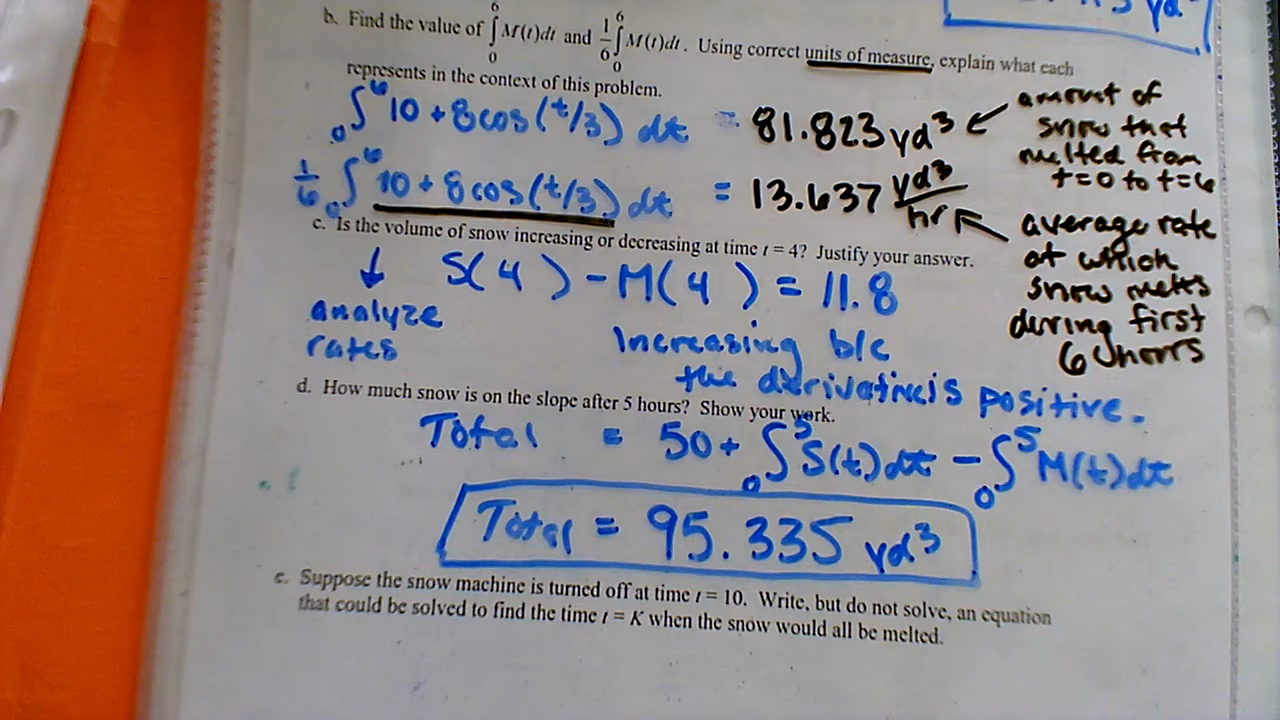 b. Find the value of ∫₀⁶ M(t)dt and 1/6 ∫₀⁶ M(t)dt. Using correct units of measure, explain what each
represents in the context of this problem.
₀∫⁶ 10 + 8cos(t/3) dt = 81.823 yd³ ←
amount of
snow that
melted from
t=0 to t=6
1/6 ₀∫⁶ 10 + 8cos(t/3) dt = 13.637 yd³/hr ←
average rate
at which
snow melts
during first
6 hours
c. Is the volume of snow increasing or decreasing at time t = 4? Justify your answer.
↓ S(4) - M(4) = 11.8
analyze
rates
Increasing b/c
the derivative is positive.
d. How much snow is on the slope after 5 hours? Show your work.
Total = 50 + ∫₀⁵ S(t)dt - ∫₀⁵ M(t)dt
Total = 95.335 yd³
e. Suppose the snow machine is turned off at time t = 10. Write, but do not solve, an equation
that could be solved to find the time t = K when the snow would all be melted.